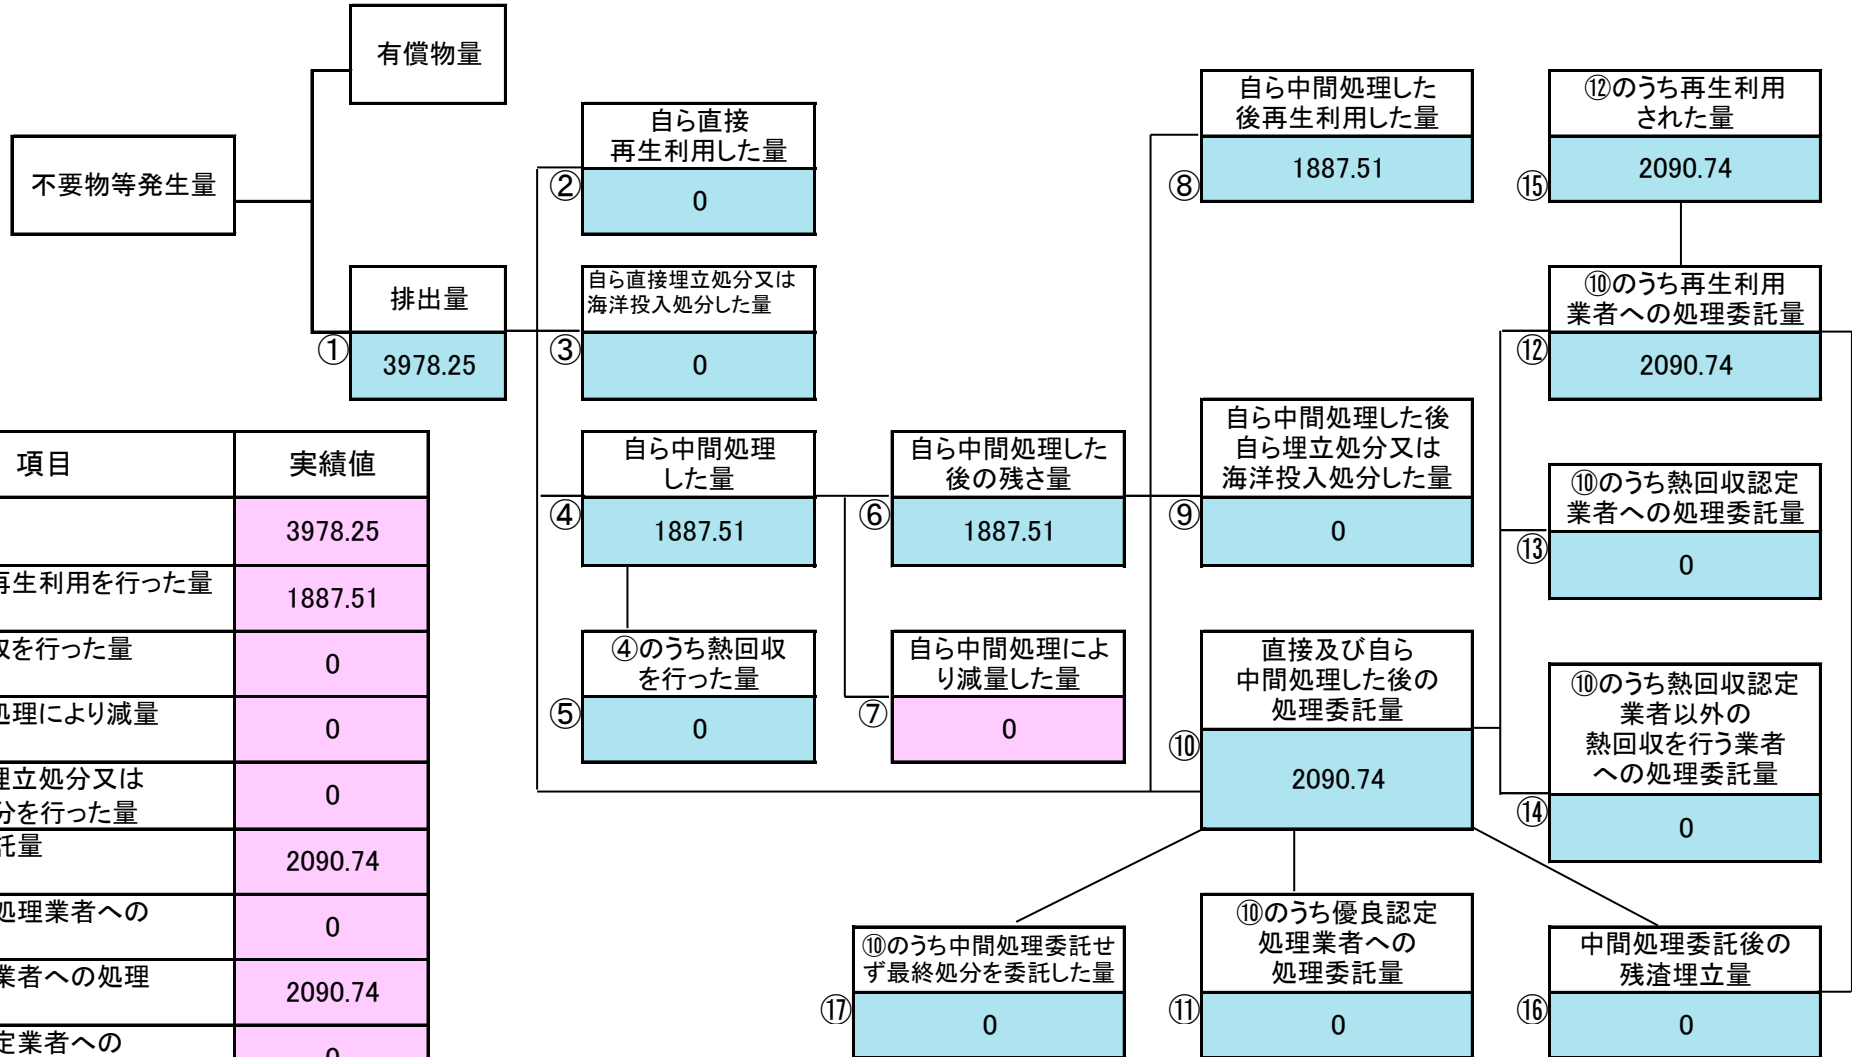 有償物量
不要物等発生量
排出量
①
3978.25
自ら直接
再生利用した量
②
0
自ら直接埋立処分又は
海洋投入処分した量
③
0
自ら中間処理
した量
④
1887.51
④のうち熱回収
を行った量
⑤
0
自ら中間処理した
後の残さ量
⑥
1887.51
自ら中間処理によ
り減量した量
⑦
0
自ら中間処理した
後再生利用した量
⑧
1887.51
自ら中間処理した後
自ら埋立処分又は
海洋投入処分した量
⑨
0
直接及び自ら
中間処理した後の
処理委託量
⑩
2090.74
⑫のうち再生利用
された量
⑮
2090.74
⑩のうち再生利用
業者への処理委託量
⑫
2090.74
⑩のうち熱回収認定
業者への処理委託量
⑬
0
⑩のうち熱回収認定
業者以外の
熱回収を行う業者
への処理委託量
⑭
0
⑩のうち中間処理委託せ
ず最終処分を委託した量
⑰
0
⑩のうち優良認定
処理業者への
処理委託量
⑪
0
中間処理委託後の
残渣埋立量
⑯
0
項目 実績値
3978.25
再生利用を行った量
1887.51
を行った量
0
処理により減量
0
埋立処分又は
分を行った量
0
託量
2090.74
処理業者への
0
業者への処理
2090.74
定業者への
0